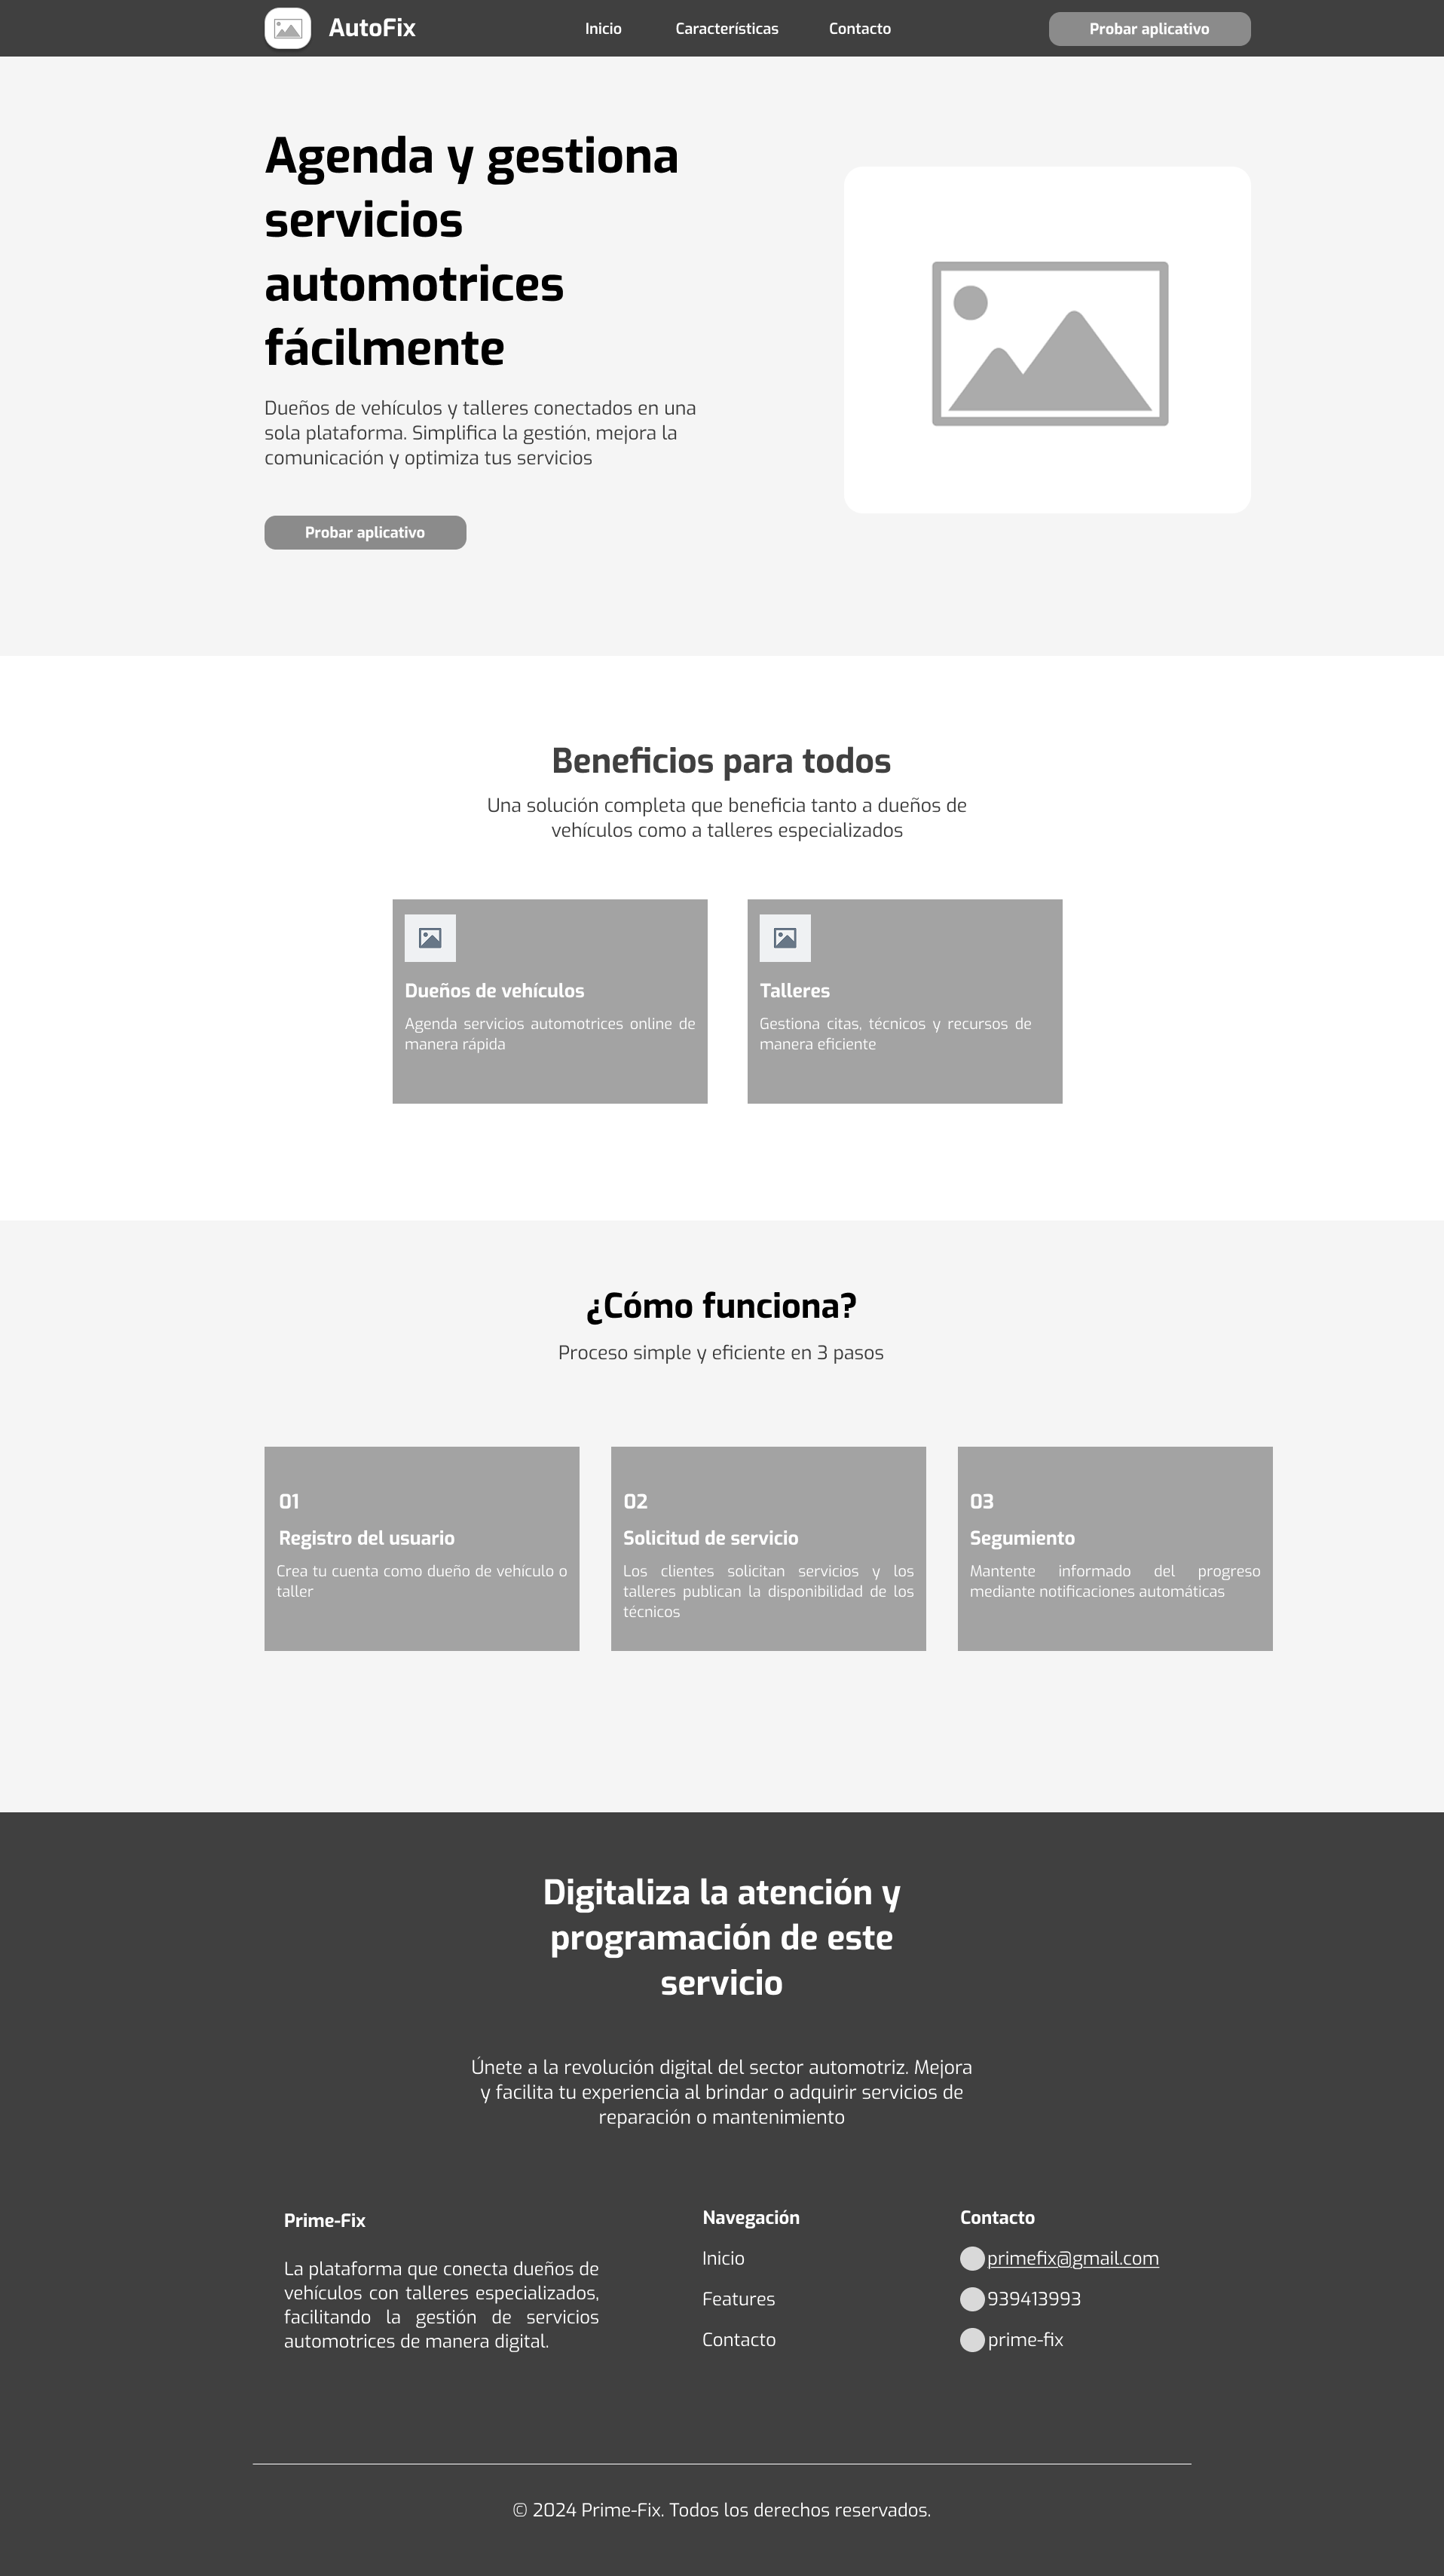 AutoFix
Inicio
Características
Contacto
Probar aplicativo
Agenda y gestiona
servicios
automotrices
fácilmente
Dueños de vehículos y talleres conectados en una
sola plataforma. Simplifica la gestión, mejora la
comunicación y optimiza tus servicios
Probar aplicativo
Beneficios para todos
Una solución completa que beneficia tanto a dueños de
vehículos como a talleres especializados
Dueños de vehículos
Agenda servicios automotrices online de
manera rápida
Talleres
Gestiona citas, técnicos y recursos de
manera eficiente
¿Cómo funciona?
Proceso simple y eficiente en 3 pasos
01
Registro del usuario
Crea tu cuenta como dueño de vehículo o
taller
02
Solicitud de servicio
Los clientes solicitan servicios y los
talleres publican la disponibilidad de los
técnicos
03
Segumiento
Mantente informado del progreso
mediante notificaciones automáticas
Digitaliza la atención y
programación de este
servicio
Únete a la revolución digital del sector automotriz. Mejora
y facilita tu experiencia al brindar o adquirir servicios de
reparación o mantenimiento
Prime-Fix
La plataforma que conecta dueños de
vehículos con talleres especializados,
facilitando la gestión de servicios
automotrices de manera digital.
Navegación
Inicio
Features
Contacto
Contacto
primefix@gmail.com
939413993
prime-fix
© 2024 Prime-Fix. Todos los derechos reservados.